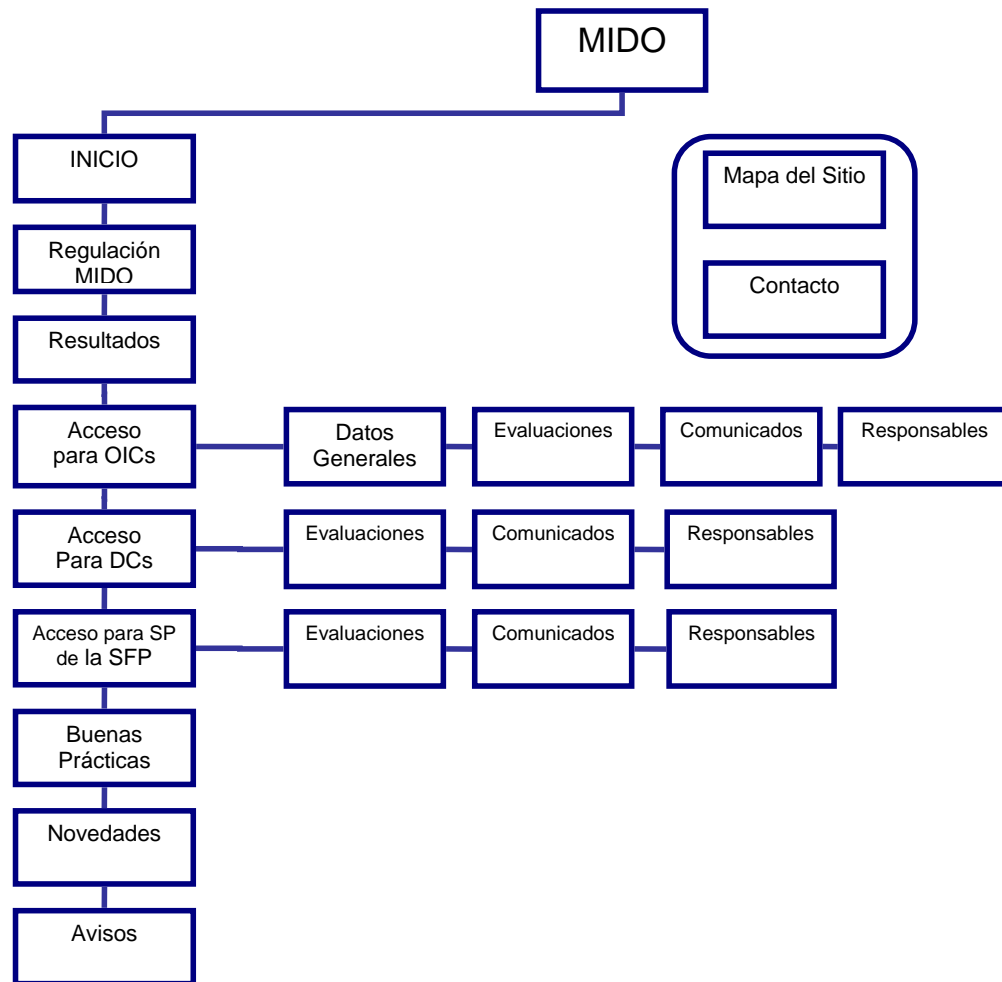 MIDO
INICIO
Mapa del Sitio
Regulación
MIDO
Contacto
Resultados
Acceso
para OICs
Datos
Generales
Evaluaciones
Comunicados
Responsables
Acceso
Para DCs
Evaluaciones
Comunicados
Responsables
Acceso para SP
de la SFP
Evaluaciones
Comunicados
Responsables
Buenas
Prácticas
Novedades
Avisos